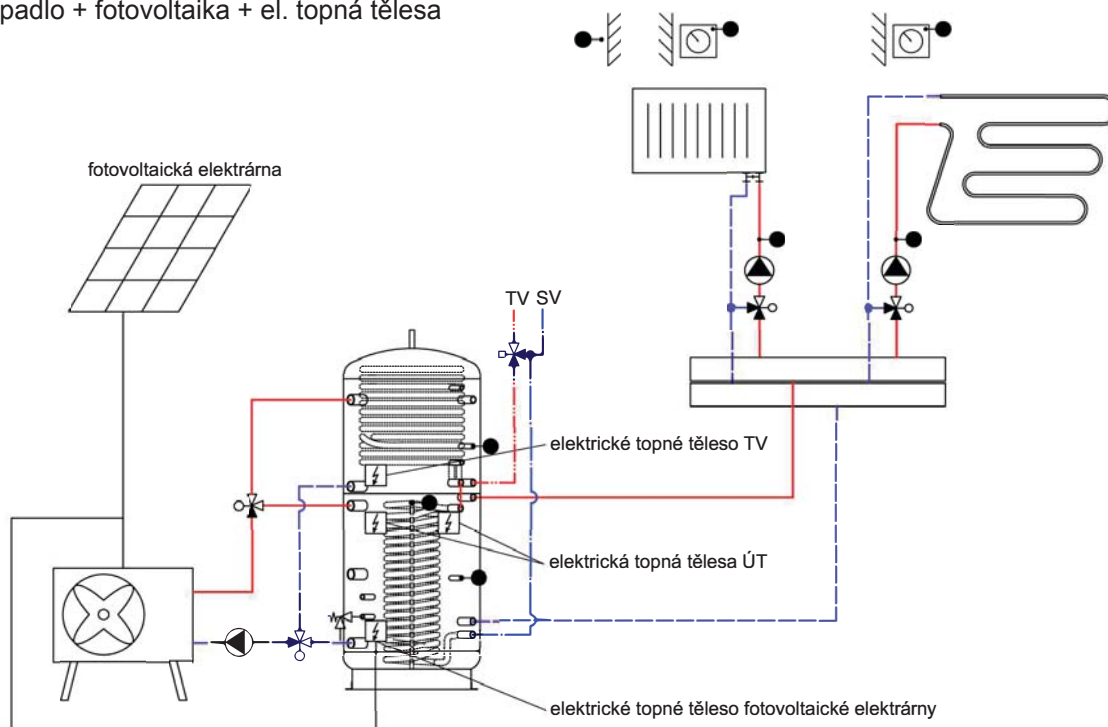 padlo + fotovoltaika + el. topná tělesa
fotovoltaická elektrárna
TV SV
elektrické topné těleso TV
elektrická topná tělesa ÚT
elektrické topné těleso fotovoltaické elektrárny